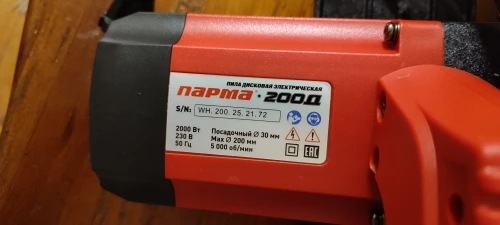 ПИЛА ДИСКОВАЯ ЭЛЕКТРИЧЕСКАЯ
ПАРМА · 200Д
S/№: WH. 200. 25. 21. 72
2000 Вт
230 В
50 Гц
Посадочный Ø 30 мм
Max Ø 200 мм
5 000 об/мин
EAC